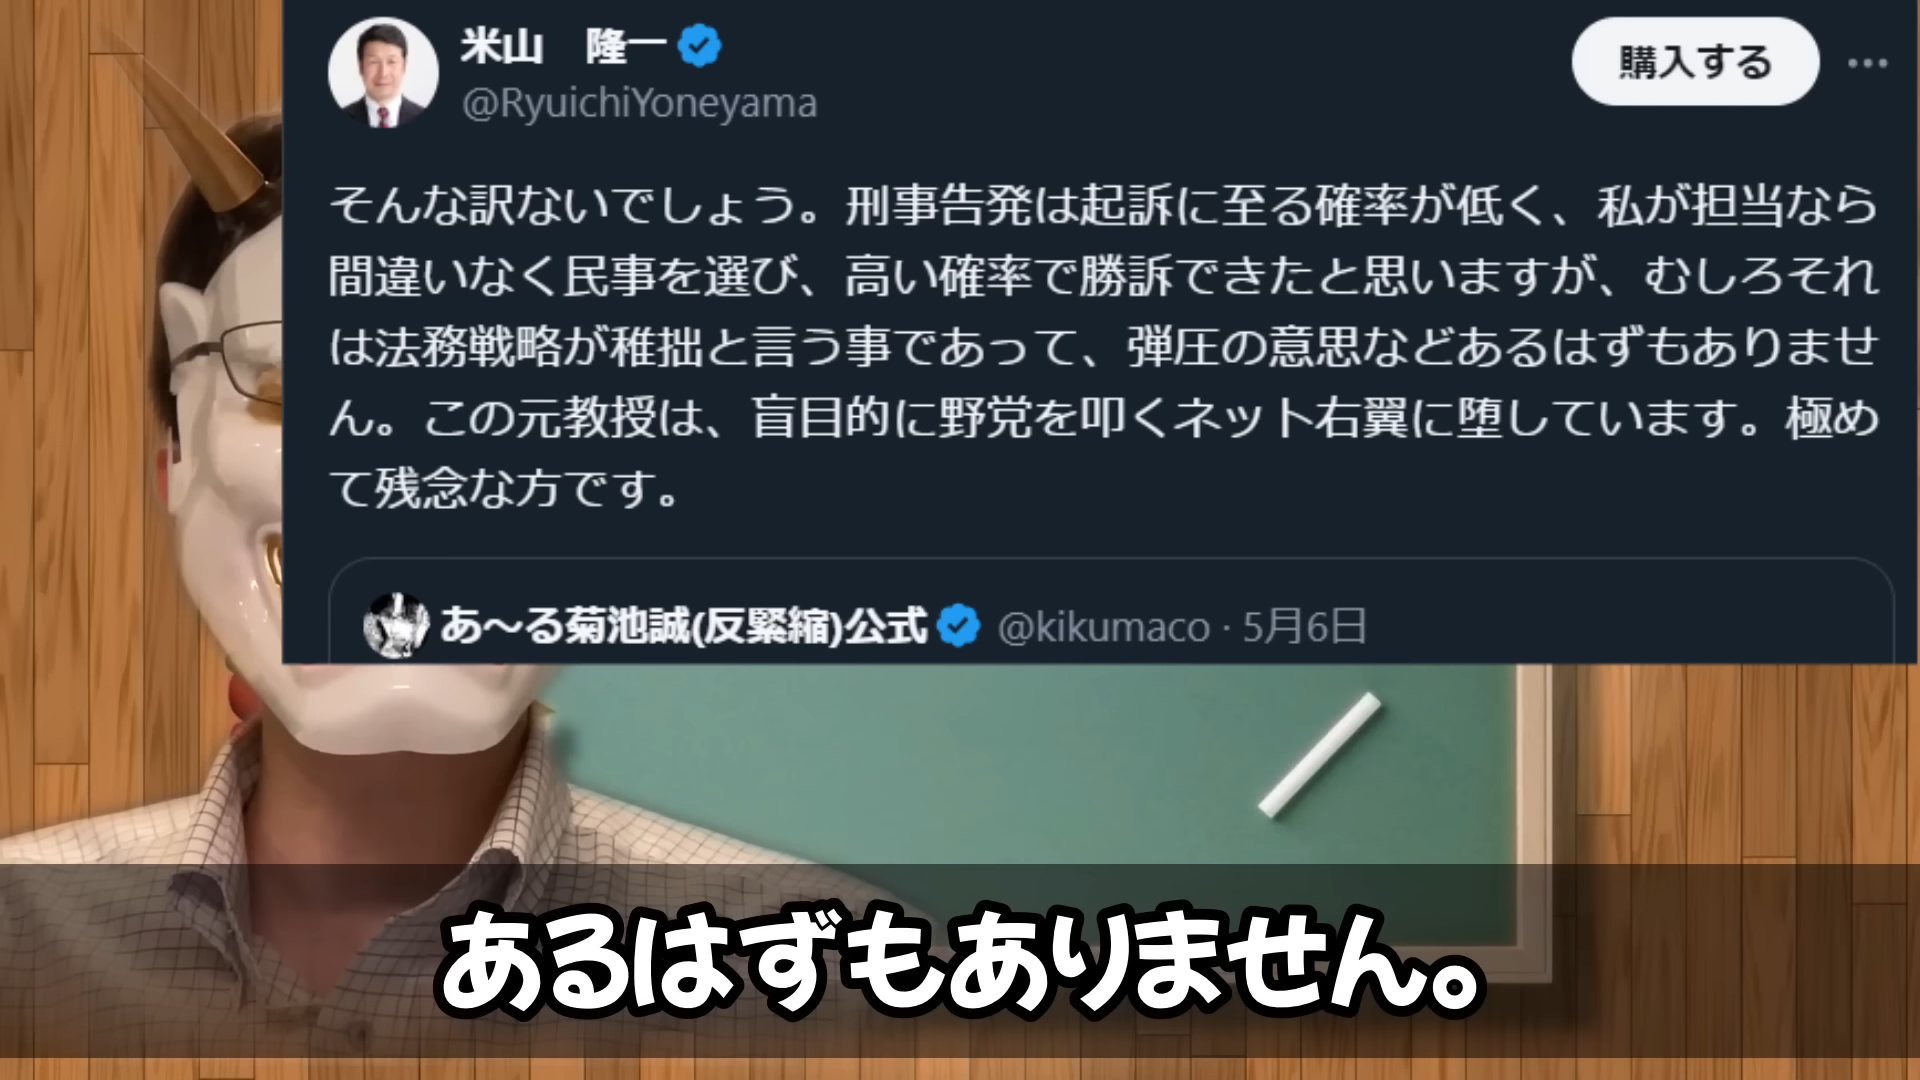 米山　隆一
@RyuichiYoneyama
購入する
そんな訳ないでしょう。刑事告発は起訴に至る確率が低く、私が担当なら
間違いなく民事を選び、高い確率で勝訴できたと思いますが、むしろそれ
は法務戦略が稚拙と言う事であって、弾圧の意思などあるはずもありませ
ん。この元教授は、盲目的に野党を叩くネット右翼に堕しています。極め
て残念な方です。
あ～る菊池誠(反緊縮)公式 @kikumaco · 5月6日
あるはずもありません。